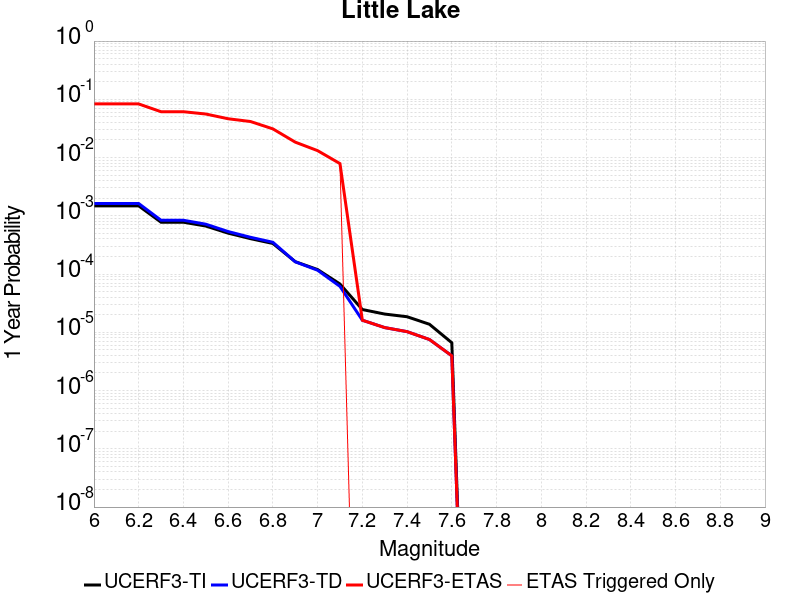 Little Lake
10^0
10^-1
10^-2
10^-3
10^-4
10^-5
10^-6
10^-7
10^-8
1 Year Probability
6 6.2 6.4 6.6 6.8 7 7.2 7.4 7.6 7.8 8 8.2 8.4 8.6 8.8 9
Magnitude
UCERF3-TI UCERF3-TD UCERF3-ETAS ETAS Triggered Only